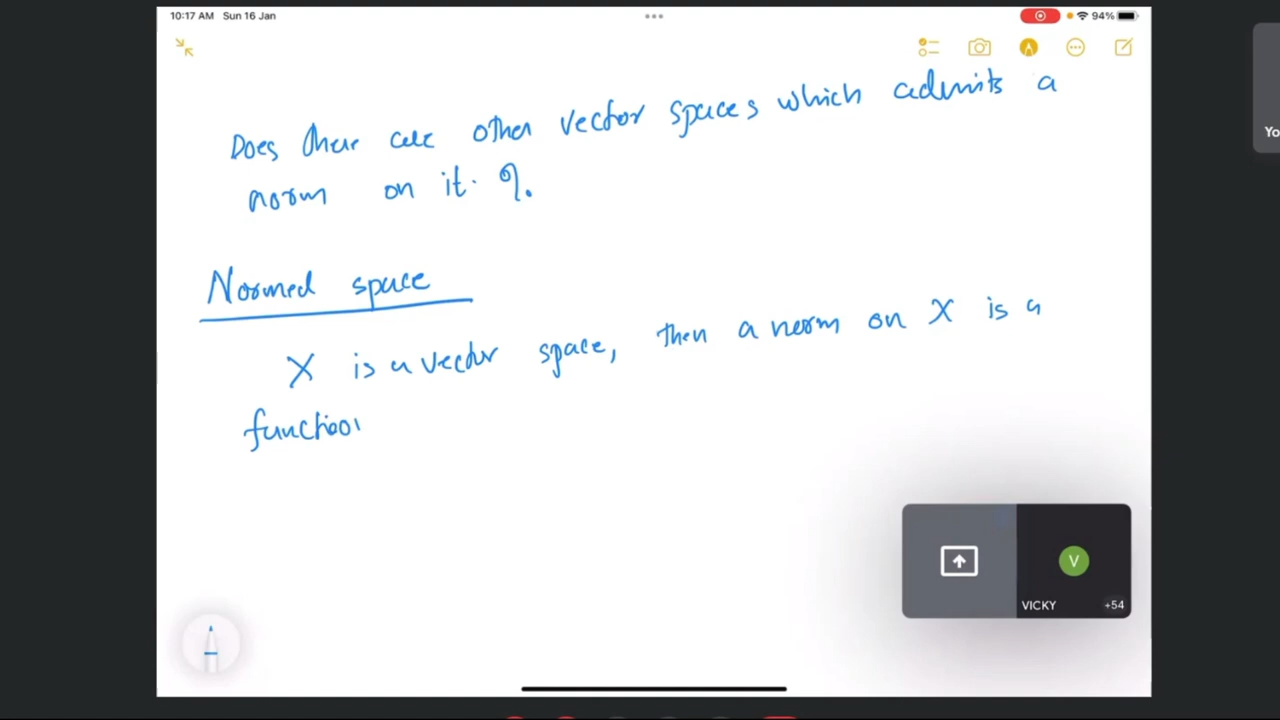 10:17 AM Sun 16 Jan
94%
Does there are other vector spaces which admits a
norm on it. ?
Normed space
X is a vector space, then a norm on X is a
function
VICKY +54
V
Yo